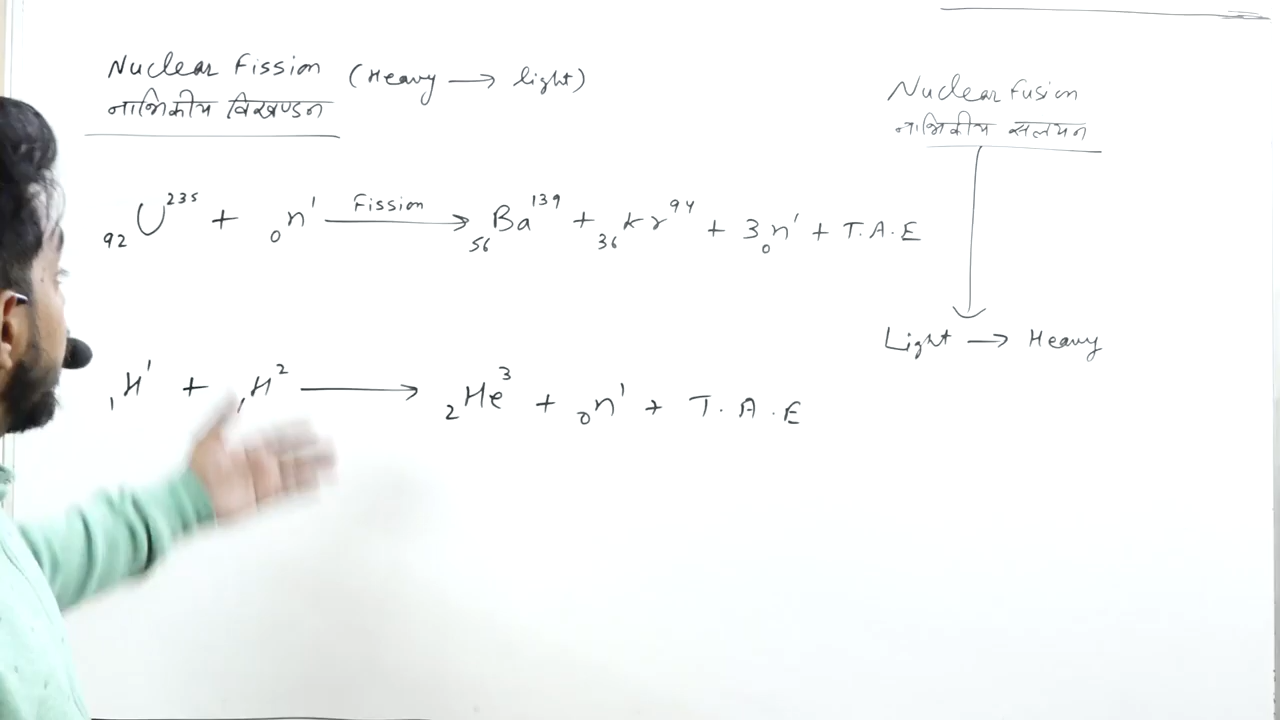 Nuclear Fission (Heavy → light)
नाभिकीय विखण्डन
₉₂U²³⁵ + ₀n¹ —Fission→ ₅₆Ba¹³⁹ + ₃₆Kr⁹⁴ + 3₀n¹ + T.A.E
₁H¹ + ₁H² → ₂He³ + ₀n¹ + T.A.E
Nuclear fusion
नाभिकीय सलयन
Light → Heavy